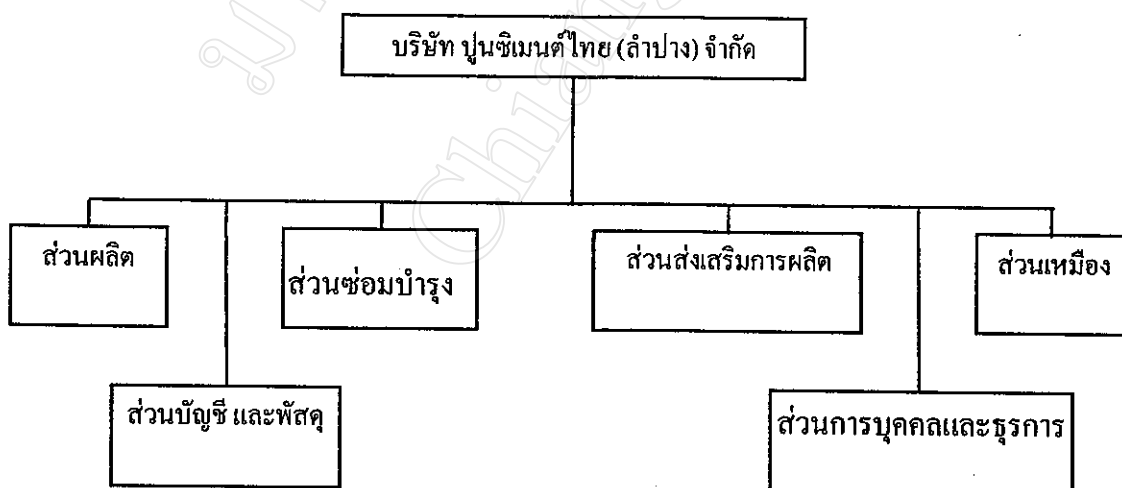 บริษัท ปูนซิเมนต์ไทย (ลำปาง) จำกัด
ส่วนผลิต
ส่วนซ่อมบำรุง
ส่วนส่งเสริมการผลิต
ส่วนเหมือง
ส่วนบัญชี และพัสดุ
ส่วนการบุคคลและธุรการ
Chiang